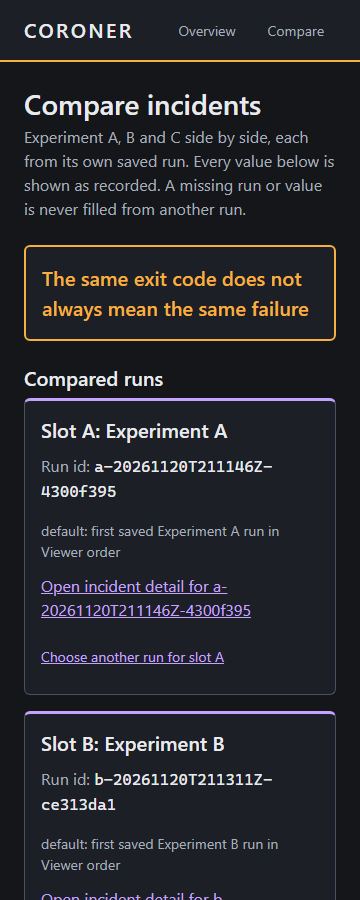 CORONER
Overview
Compare
Compare incidents
Experiment A, B and C side by side, each
from its own saved run. Every value below is
shown as recorded. A missing run or value
is never filled from another run.
The same exit code does not
always mean the same failure
Compared runs
Slot A: Experiment A
Run id: a-20261120T211146Z-
4300f395
default: first saved Experiment A run in
Viewer order
Open incident detail for a-
20261120T211146Z-4300f395
Choose another run for slot A
Slot B: Experiment B
Run id: b-20261120T211311Z-
ce313da1
default: first saved Experiment B run in
Viewer order
Open incident detail for b-